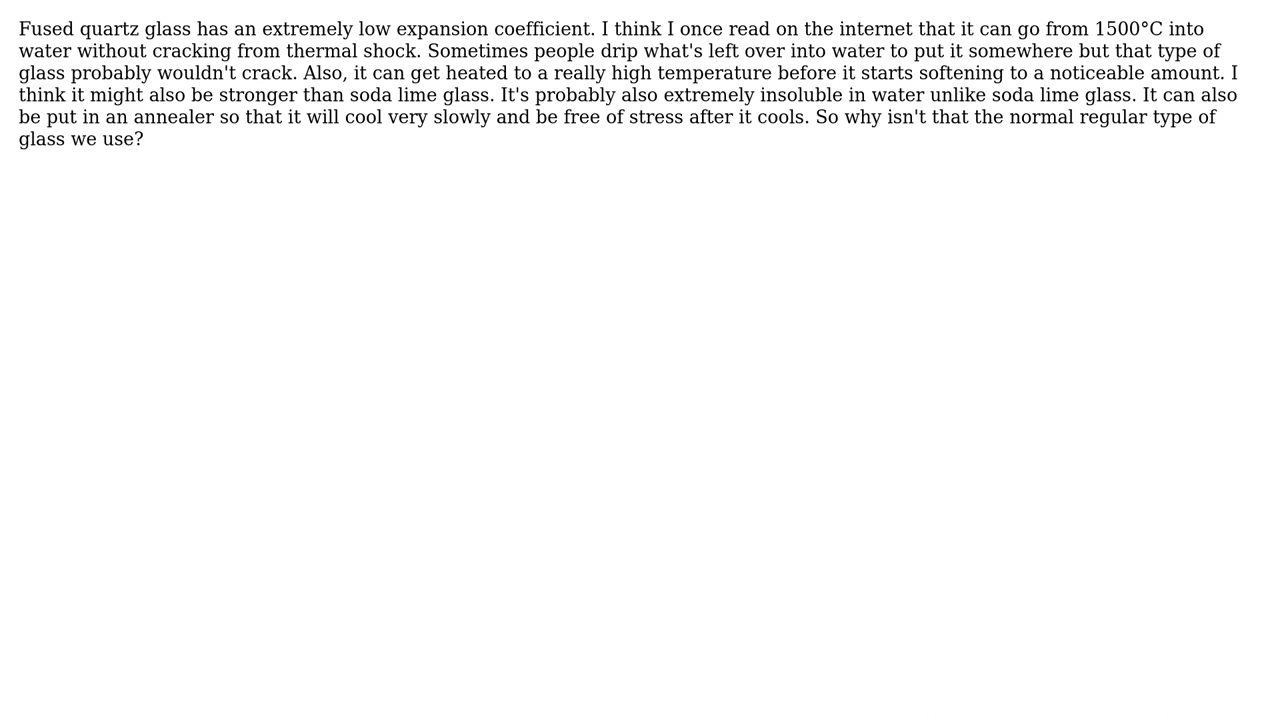 Fused quartz glass has an extremely low expansion coefficient. I think I once read on the internet that it can go from 1500°C into
water without cracking from thermal shock. Sometimes people drip what's left over into water to put it somewhere but that type of
glass probably wouldn't crack. Also, it can get heated to a really high temperature before it starts softening to a noticeable amount. I
think it might also be stronger than soda lime glass. It's probably also extremely insoluble in water unlike soda lime glass. It can also
be put in an annealer so that it will cool very slowly and be free of stress after it cools. So why isn't that the normal regular type of
glass we use?